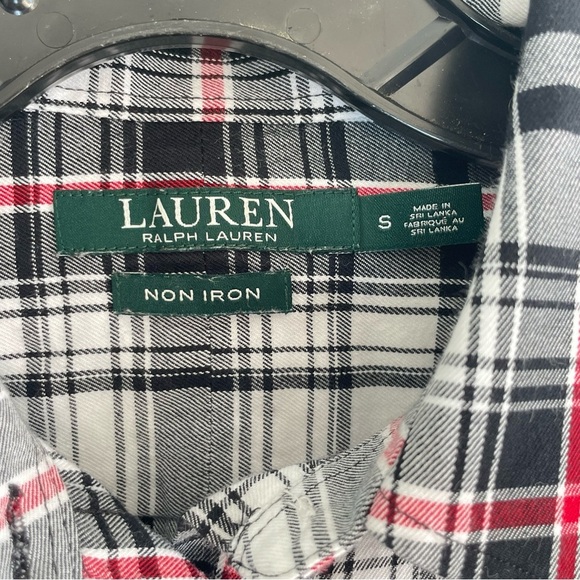 LAUREN
RALPH LAUREN
S
MADE IN
SRI LANKA
FABRIQUÉ AU
SRI LANKA
NON IRON